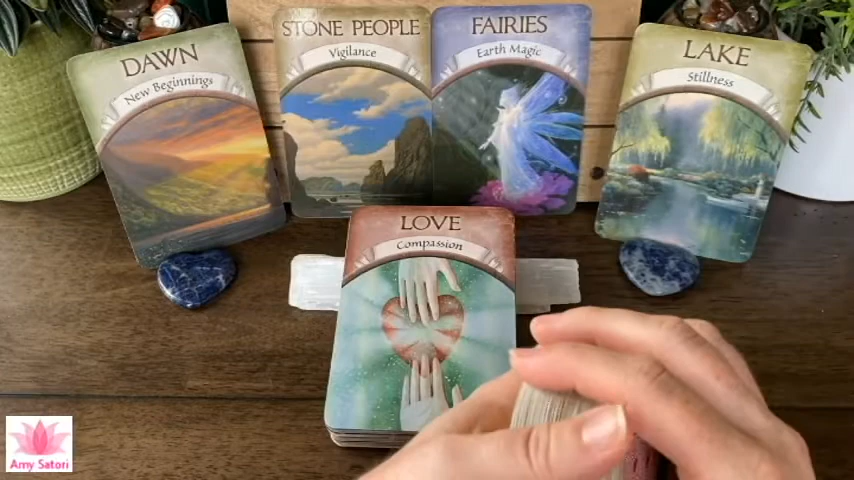 DAWN
New Beginnings
STONE PEOPLE
Vigilance
FAIRIES
Earth Magic
LAKE
Stillness
LOVE
Compassion
Amy Satori